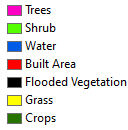 Trees
Shrub
Water
Built Area
Flooded Vegetation
Grass
Crops